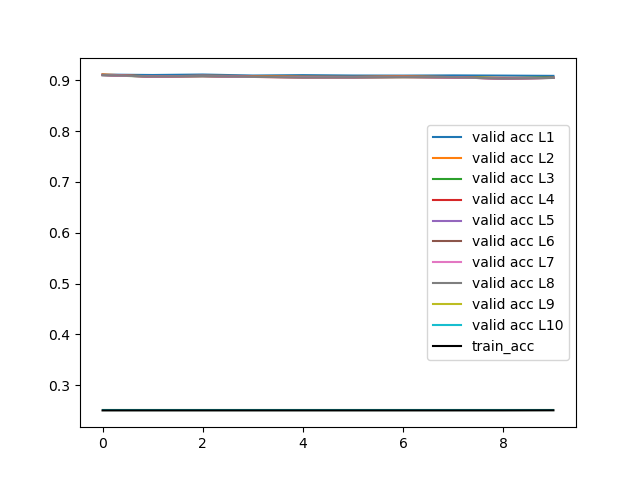 0.9
0.8
0.7
0.6
0.5
0.4
0.3
0 2 4 6 8
valid acc L1
valid acc L2
valid acc L3
valid acc L4
valid acc L5
valid acc L6
valid acc L7
valid acc L8
valid acc L9
valid acc L10
train_acc